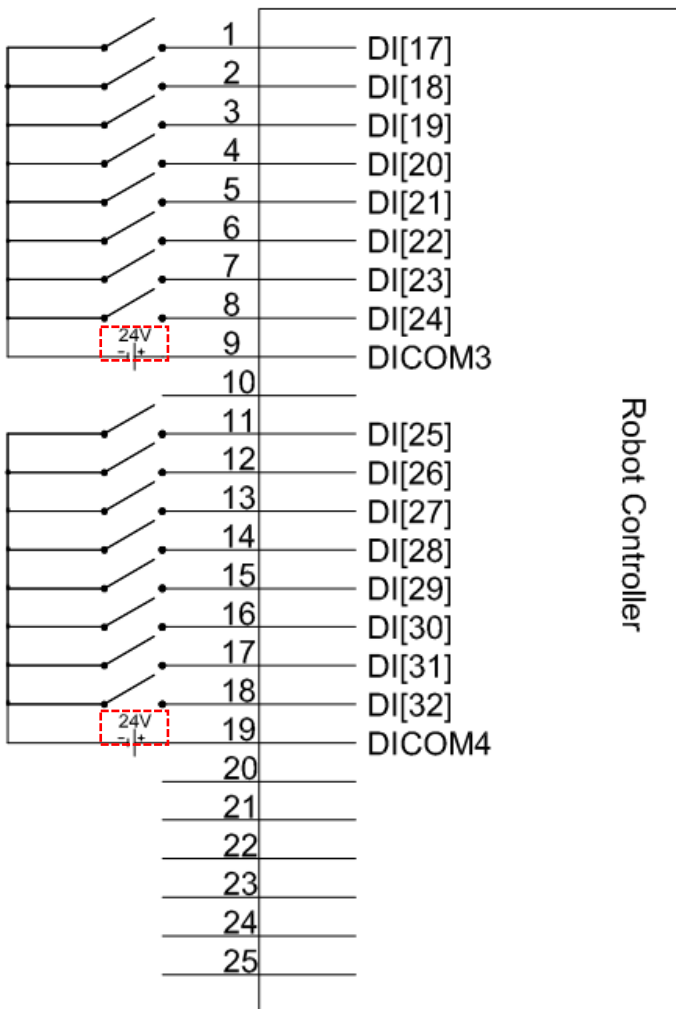 1 DI[17]
2 DI[18]
3 DI[19]
4 DI[20]
5 DI[21]
6 DI[22]
7 DI[23]
8 DI[24]
24V
- +
9 DICOM3
10
11 DI[25]
12 DI[26]
13 DI[27]
14 DI[28]
15 DI[29]
16 DI[30]
17 DI[31]
18 DI[32]
24V
- +
19 DICOM4
20
21
22
23
24
25
Robot Controller